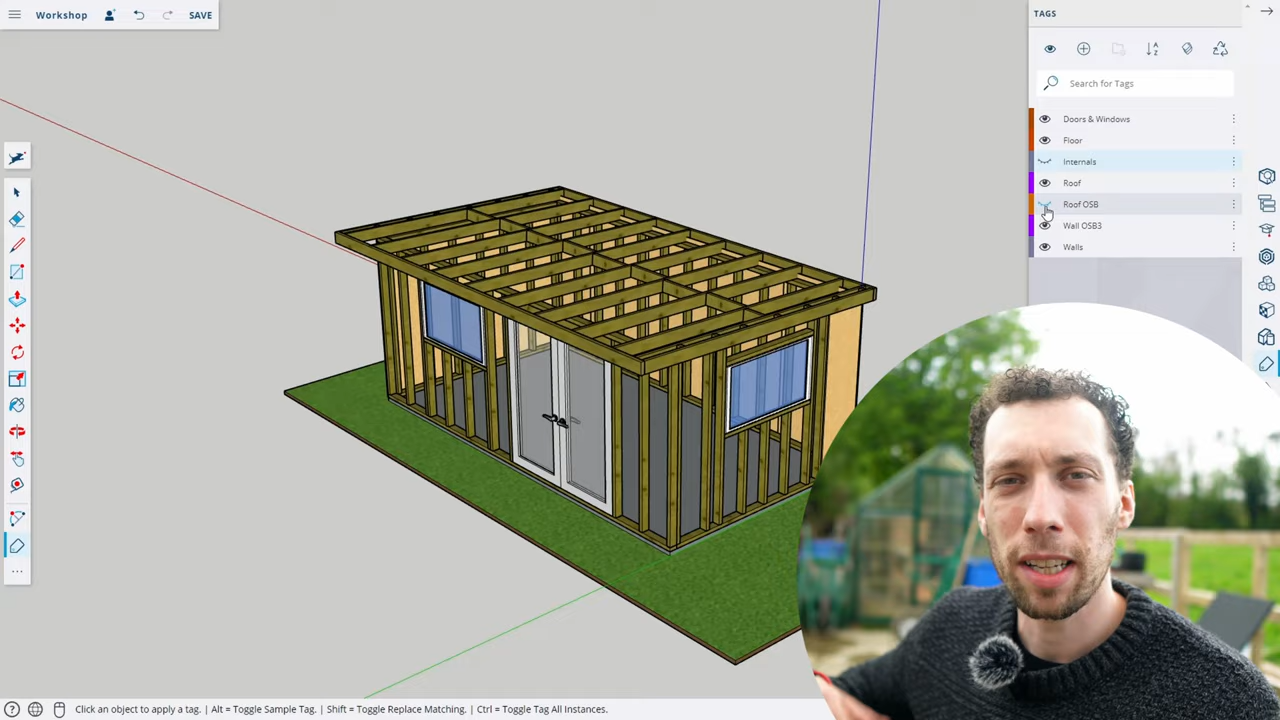 Workshop
SAVE
TAGS
Search for Tags
Doors & Windows
Floor
Internals
Roof
Roof OSB
Wall OSB3
Walls
Click an object to apply a tag. | Alt = Toggle Sample Tag. | Shift = Toggle Replace Matching. | Ctrl = Toggle Tag All Instances.